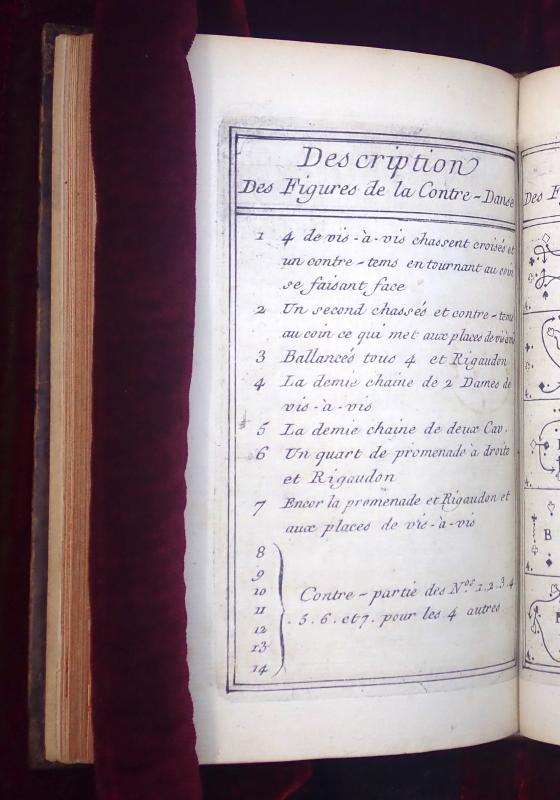 Description
Des Figures de la Contre-Danse
1 4 de vis-à-vis chassent croisés et
un contre-tems en tournant au coin
se faisant face
2 Un second chassés et contre-tems
au coin ce qui met aux places de vis à vis
3 Ballancés tous 4 et Rigaudon
4 La demie chaine de 2 Dames de
vis-à-vis
5 La demie chaine de deux Cav.
6 Un quart de promenade à droite
et Rigaudon
7 Encor la promenade et Rigaudon et
aux places de vis-à-vis
8
9
10
11
12
13
14
Contre-partie des Nos. 1.2.3.4
.5.6. et 7. pour les 4 autres
Des
4.
4.
4.
B
4.